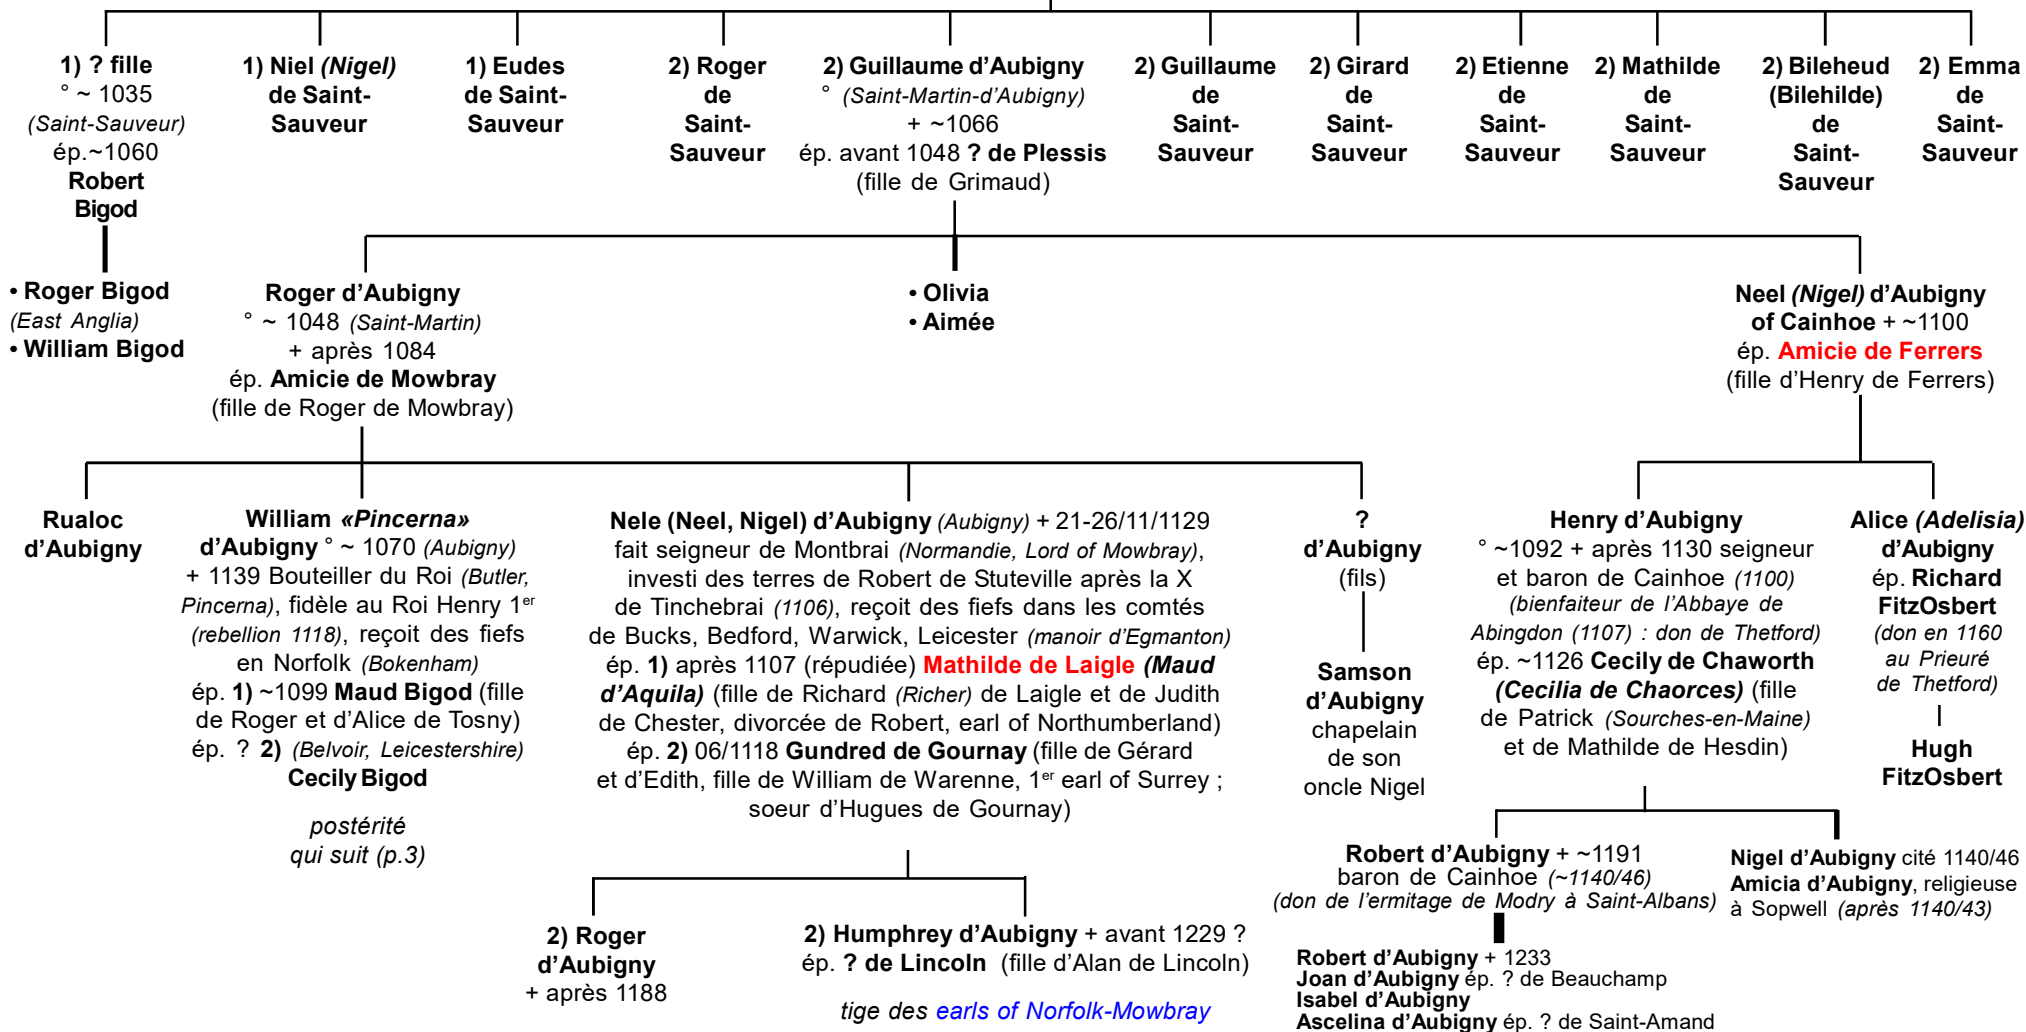 1) ? fille
° ~ 1035
(Saint-Sauveur)
ép.~1060
Robert
Bigod
1) Niel (Nigel)
de Saint-
Sauveur
1) Eudes
de Saint-
Sauveur
2) Roger
de
Saint-
Sauveur
2) Guillaume d’Aubigny
° (Saint-Martin-d’Aubigny)
+ ~1066
ép. avant 1048 ? de Plessis
(fille de Grimaud)
2) Guillaume
de
Saint-
Sauveur
2) Girard
de
Saint-
Sauveur
2) Etienne
de
Saint-
Sauveur
2) Mathilde
de
Saint-
Sauveur
2) Bileheud
(Bilehilde)
de
Saint-
Sauveur
2) Emma
de
Saint-
Sauveur
• Roger Bigod
(East Anglia)
• William Bigod
Roger d’Aubigny
° ~ 1048 (Saint-Martin)
+ après 1084
ép. Amicie de Mowbray
(fille de Roger de Mowbray)
• Olivia
• Aimée
Neel (Nigel) d’Aubigny
of Cainhoe + ~1100
ép. Amicie de Ferrers
(fille d’Henry de Ferrers)
Rualoc
d’Aubigny
William «Pincerna»
d’Aubigny ° ~ 1070 (Aubigny)
+ 1139 Bouteiller du Roi (Butler,
Pincerna), fidèle au Roi Henry 1er
(rebellion 1118), reçoit des fiefs
en Norfolk (Bokenham)
ép. 1) ~1099 Maud Bigod (fille
de Roger et d’Alice de Tosny)
ép. ? 2) (Belvoir, Leicestershire)
Cecily Bigod
postérité
qui suit (p.3)
Nele (Neel, Nigel) d’Aubigny (Aubigny) + 21-26/11/1129
fait seigneur de Montbrai (Normandie, Lord of Mowbray),
investi des terres de Robert de Stuteville après la X
de Tinchebrai (1106), reçoit des fiefs dans les comtés
de Bucks, Bedford, Warwick, Leicester (manoir d’Egmanton)
ép. 1) après 1107 (répudiée) Mathilde de Laigle (Maud
d’Aquila) (fille de Richard (Richer) de Laigle et de Judith
de Chester, divorcée de Robert, earl of Northumberland)
ép. 2) 06/1118 Gundred de Gournay (fille de Gérard
et d’Edith, fille de William de Warenne, 1er earl of Surrey ;
soeur d’Hugues de Gournay)
?
d’Aubigny
(fils)
Samson
d’Aubigny
chapelain
de son
oncle Nigel
Henry d’Aubigny
° ~1092 + après 1130 seigneur
et baron de Cainhoe (1100)
(bienfaiteur de l’Abbaye de
Abingdon (1107) : don de Thetford)
ép. ~1126 Cecily de Chaworth
(Cecilia de Chaorces) (fille
de Patrick (Sourches-en-Maine)
et de Mathilde de Hesdin)
Alice (Adelisia)
d’Aubigny
ép. Richard
FitzOsbert
(don en 1160
au Prieuré
de Thetford)
Hugh
FitzOsbert
2) Roger
d’Aubigny
+ après 1188
2) Humphrey d’Aubigny + avant 1229 ?
ép. ? de Lincoln (fille d’Alan de Lincoln)
tige des earls of Norfolk-Mowbray
Robert d’Aubigny + ~1191
baron de Cainhoe (~1140/46)
(don de l’ermitage de Modry à Saint-Albans)
Nigel d’Aubigny cité 1140/46
Amicia d’Aubigny, religieuse
à Sopwell (après 1140/43)
Robert d’Aubigny + 1233
Joan d’Aubigny ép. ? de Beauchamp
Isabel d’Aubigny
Ascelina d’Aubigny ép. ? de Saint-Amand